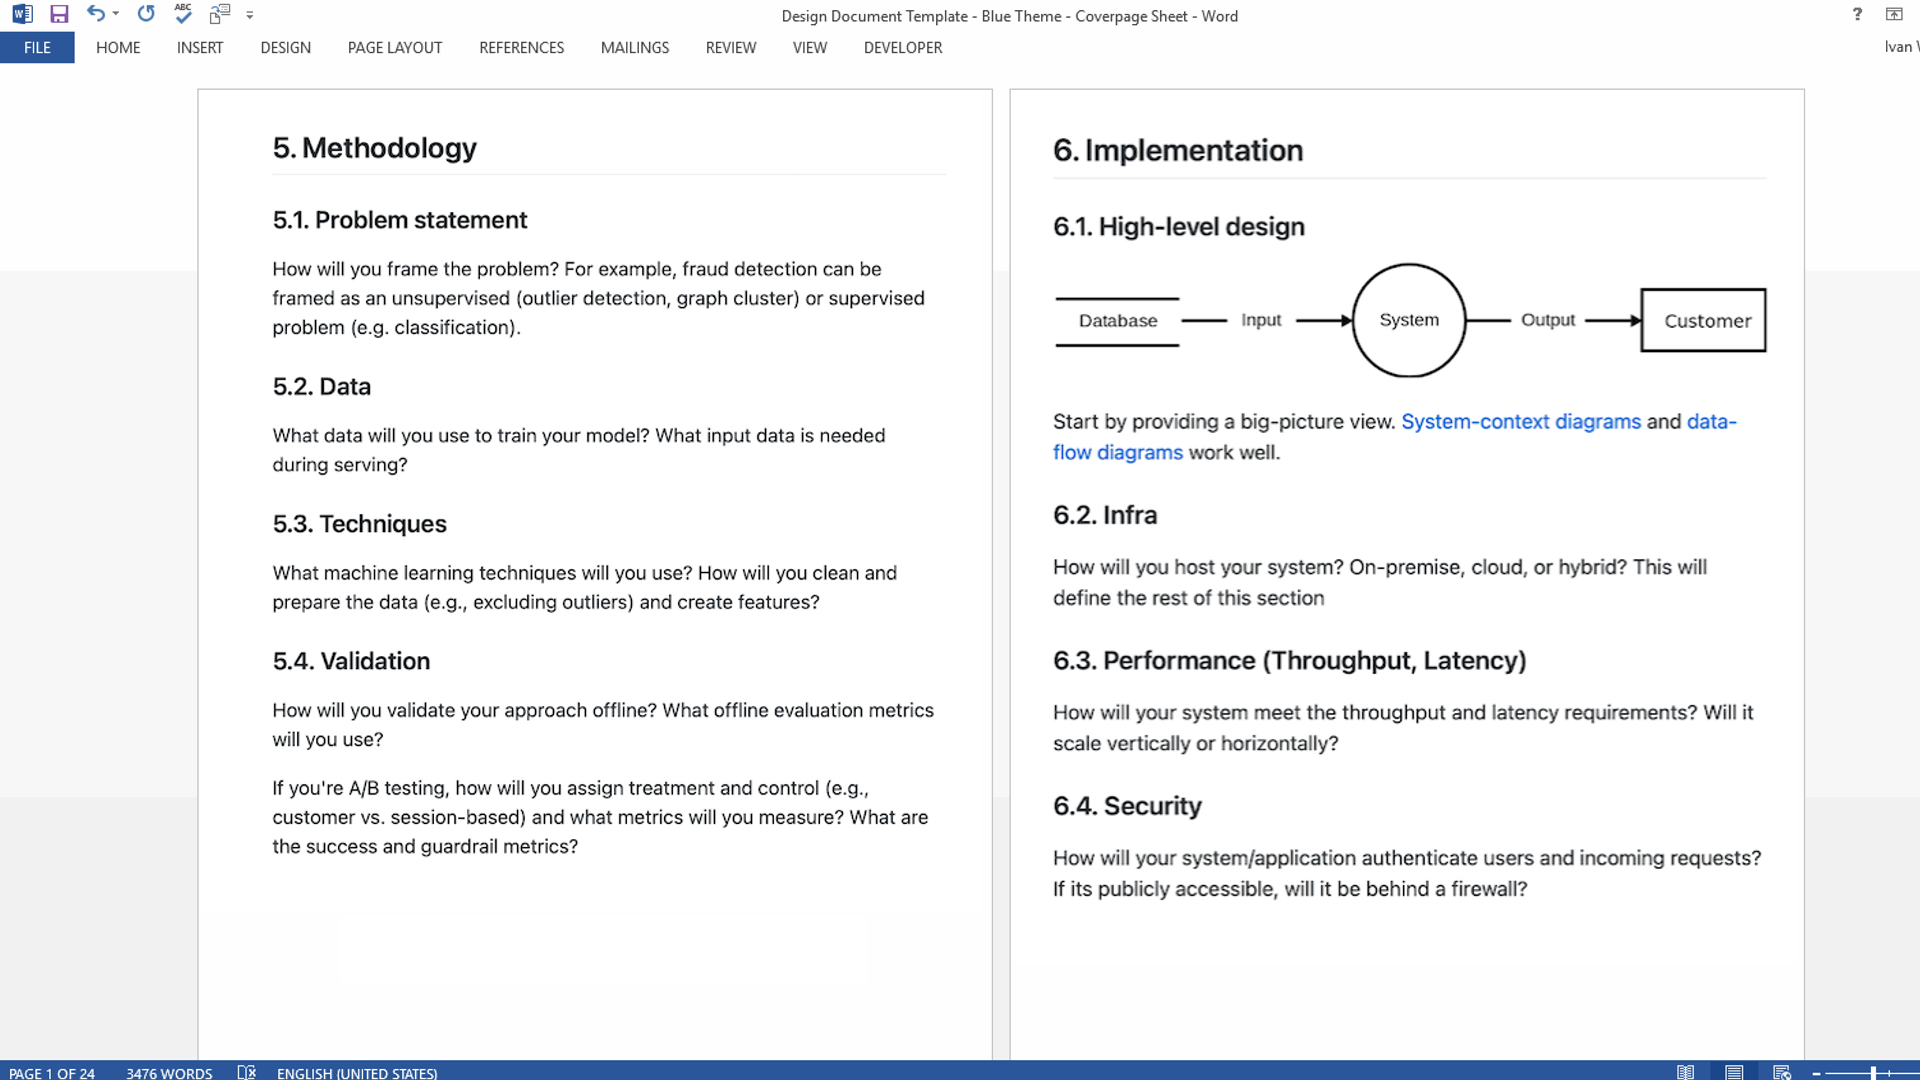 ABC
Design Document Template - Blue Theme - Coverpage Sheet - Word
?
FILE HOME INSERT DESIGN PAGE LAYOUT REFERENCES MAILINGS REVIEW VIEW DEVELOPER
Ivan
5. Methodology
5.1. Problem statement
How will you frame the problem? For example, fraud detection can be
framed as an unsupervised (outlier detection, graph cluster) or supervised
problem (e.g. classification).
5.2. Data
What data will you use to train your model? What input data is needed
during serving?
5.3. Techniques
What machine learning techniques will you use? How will you clean and
prepare the data (e.g., excluding outliers) and create features?
5.4. Validation
How will you validate your approach offline? What offline evaluation metrics
will you use?
If you're A/B testing, how will you assign treatment and control (e.g.,
customer vs. session-based) and what metrics will you measure? What are
the success and guardrail metrics?
6. Implementation
6.1. High-level design
Database Input System Output Customer
Start by providing a big-picture view. System-context diagrams and data-
flow diagrams work well.
6.2. Infra
How will you host your system? On-premise, cloud, or hybrid? This will
define the rest of this section
6.3. Performance (Throughput, Latency)
How will your system meet the throughput and latency requirements? Will it
scale vertically or horizontally?
6.4. Security
How will your system/application authenticate users and incoming requests?
If its publicly accessible, will it be behind a firewall?
PAGE 1 OF 24 3476 WORDS ENGLISH (UNITED STATES)